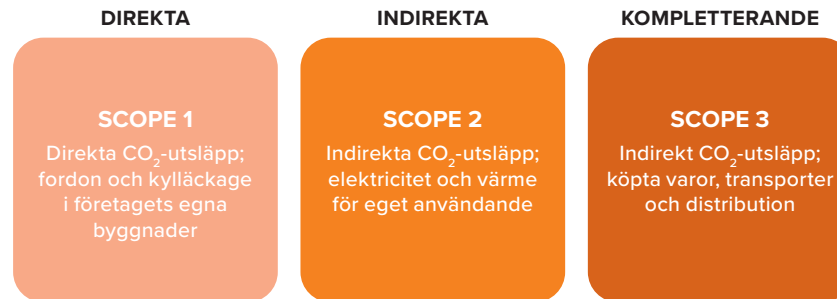 DIREKTA
SCOPE 1
Direkta CO₂-utsläpp;
fordon och kylläckage
i företagets egna
byggnader
INDIREKTA
SCOPE 2
Indirekta CO₂-utsläpp;
elektricitet och värme
för eget användande
KOMPLETTERANDE
SCOPE 3
Indirekt CO₂-utsläpp;
köpta varor, transporter
och distribution